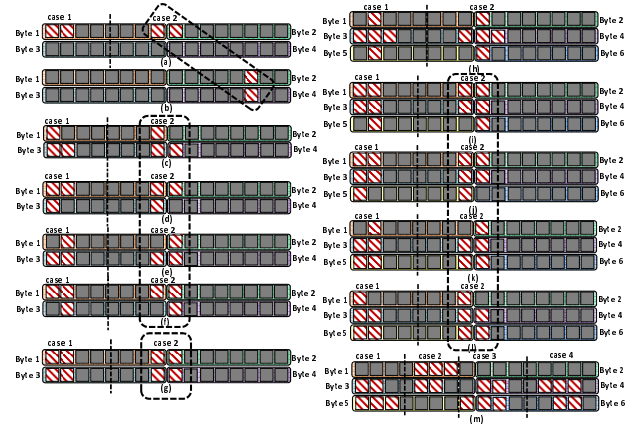 case 1 case 2
Byte 1 Byte 2
Byte 3 Byte 4
(a)
Byte 1 Byte 2
Byte 3 Byte 4
(b)
case 1 case 2
Byte 1 Byte 2
Byte 3 Byte 4
(c)
case 1 case 2
Byte 1 Byte 2
Byte 3 Byte 4
(d)
case 1 case 2
Byte 1 Byte 2
Byte 3 Byte 4
(e)
case 1 case 2
Byte 1 Byte 2
Byte 3 Byte 4
(f)
case 1 case 2
Byte 1 Byte 2
Byte 3 Byte 4
(g)
case 1 case 2
Byte 1 Byte 2
Byte 3 Byte 4
Byte 5 Byte 6
(h)
case 1 case 2
Byte 1 Byte 2
Byte 3 Byte 4
Byte 5 Byte 6
(i)
case 1 case 2
Byte 1 Byte 2
Byte 3 Byte 4
Byte 5 Byte 6
(j)
case 1 case 2
Byte 1 Byte 2
Byte 3 Byte 4
Byte 5 Byte 6
(k)
case 1 case 2
Byte 1 Byte 2
Byte 3 Byte 4
Byte 5 Byte 6
(l)
case 1 case 2 case 3 case 4
Byte 1 Byte 2
Byte 3 Byte 4
Byte 5 Byte 6
(m)